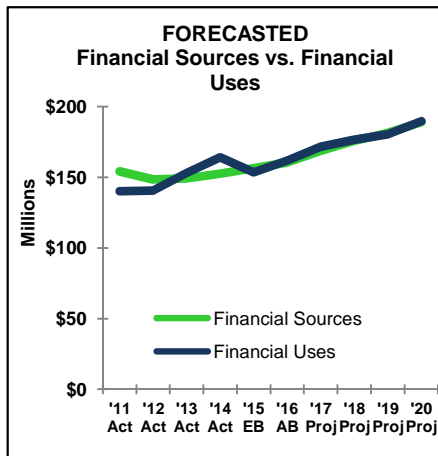 FORECASTED
Financial Sources vs. Financial
Uses
$200
$150
$100
$50
$0
Millions
Financial Sources
Financial Uses
'11 '12 '13 '14 '15 '16 '17 '18 '19 '20
Act Act Act Act EB AB Proj Proj Proj Proj